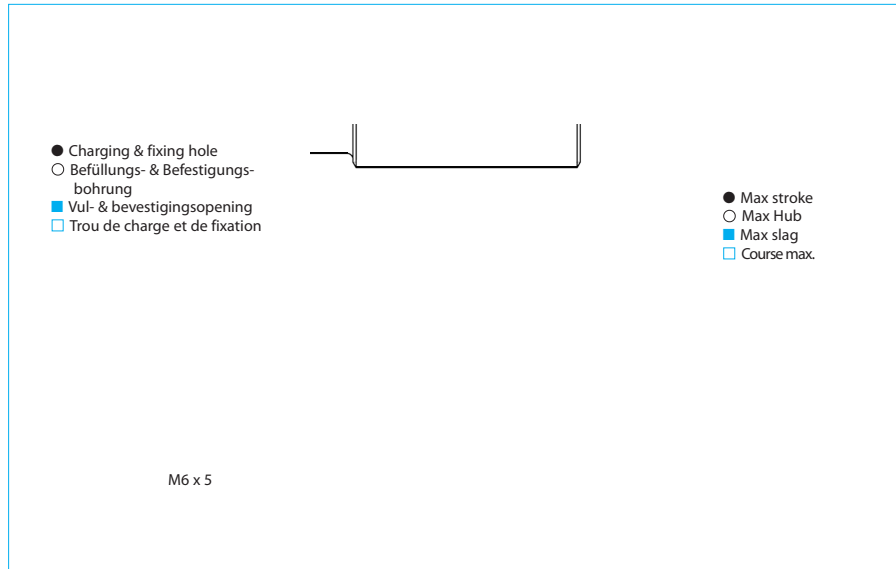 Charging & fixing hole
Befüllungs- & Befestigungs-
bohrung
Vul- & bevestigingsopening
Trou de charge et de fixation
Max stroke
Max Hub
Max slag
Course max.
M6 x 5